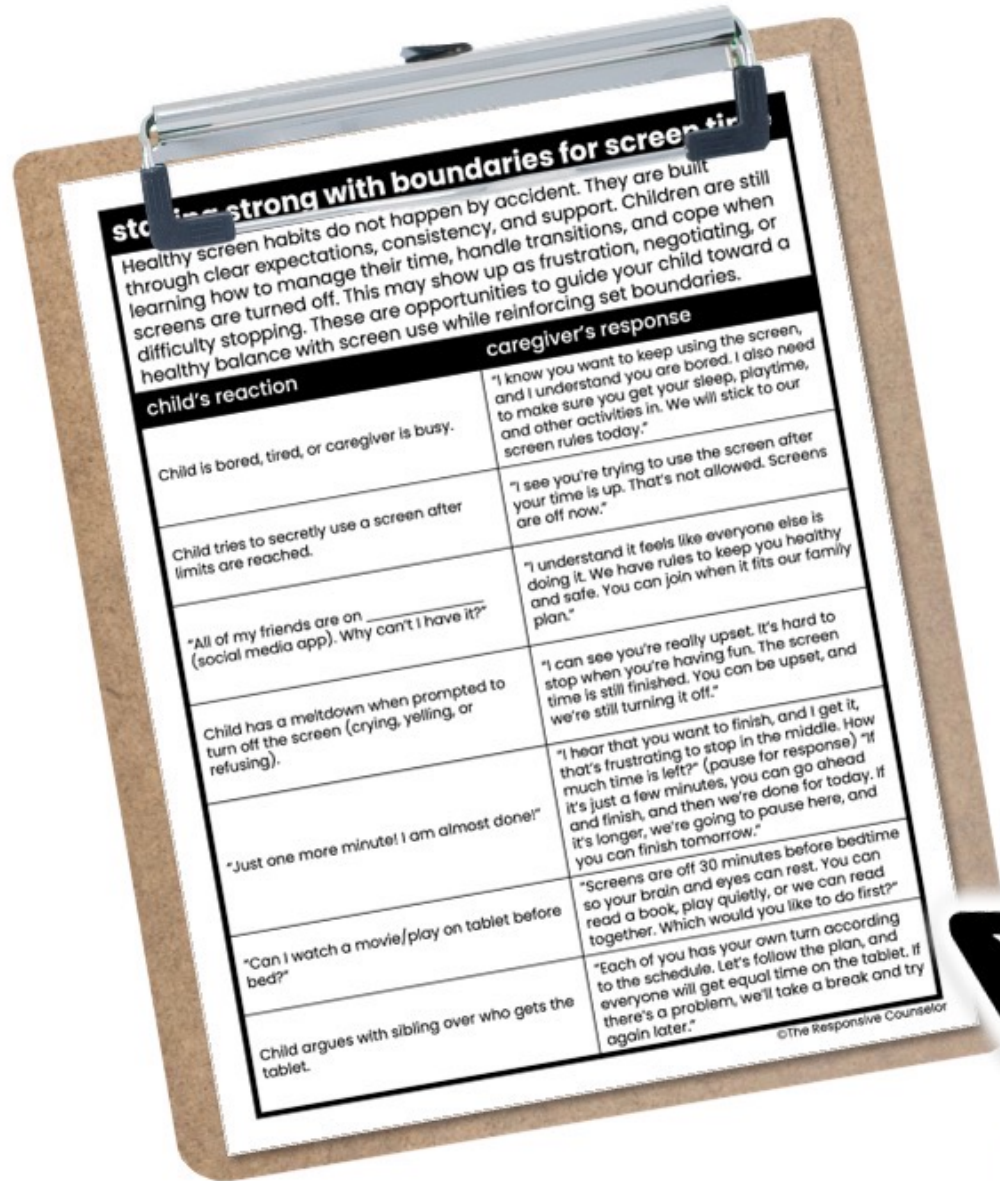 strong with boundaries for screen
Healthy screen habits do not happen by accident. They are built
through clear expectations, consistency, and support. Children are still
learning how to manage their time, handle transitions, and cope when
screens are turned off. This may show up as frustration, negotiating, or
difficulty stopping. These are opportunities to guide your child toward a
healthy balance with screen use while reinforcing set boundaries.
child's reaction
caregiver's response
Child is bored, tired, or caregiver is busy.
"I know you want to keep using the screen,
and I understand you are bored. I also need
to make sure you get your sleep, playtime,
and other activities in. We will stick to our
screen rules today."
Child tries to secretly use a screen after
limits are reached.
"I see you're trying to use the screen after
your time is up. That's not allowed. Screens
are off now."
"All of my friends are on ______________
(social media app). Why can't I have it?"
"I understand it feels like everyone else is
doing it. We have rules to keep you healthy
and safe. You can join when it fits our family
plan."
Child has a meltdown when prompted to
turn off the screen (crying, yelling, or
refusing).
"I can see you're really upset. It's hard to
stop when you're having fun. The screen
time is still finished. You can be upset, and
we're still turning it off."
"Just one more minute! I am almost done!"
"I hear that you want to finish, and I get it,
that's frustrating to stop in the middle. How
much time is left?" (pause for response) "If
it's just a few minutes, you can go ahead
and finish, and then we're done for today. If
it's longer, we're going to pause here, and
you can finish tomorrow."
"Can I watch a movie/play on tablet before
bed?"
"Screens are off 30 minutes before bedtime
so your brain and eyes can rest. You can
read a book, play quietly, or we can read
together. Which would you like to do first?"
Child argues with sibling over who gets the
tablet.
"Each of you has your own turn according
to the schedule. Let's follow the plan, and
everyone will get equal time on the tablet. If
there's a problem, we'll take a break and try
again later."
©The Responsive Counselor